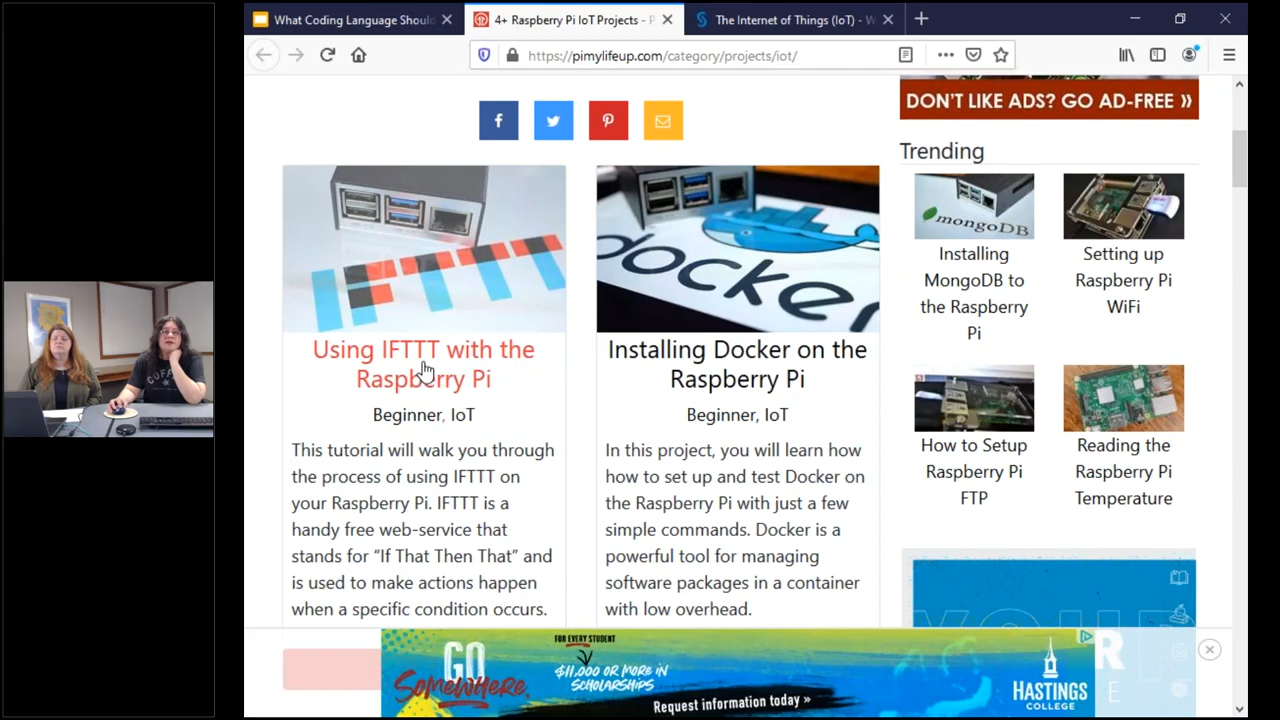 What Coding Language Shoul
4+ Raspberry Pi IoT Projects - P
The Internet of Things (IoT) - W
https://pimylifeup.com/category/projects/iot/
DON'T LIKE ADS? GO AD-FREE »
Trending
mongoDB
Installing
MongoDB to
the Raspberry
Pi
Setting up
Raspberry Pi
WiFi
How to Setup
Raspberry Pi
FTP
Reading the
Raspberry Pi
Temperature
IFTTT
Using IFTTT with the
Raspberry Pi
Beginner, IoT
This tutorial will walk you through
the process of using IFTTT on
your Raspberry Pi. IFTTT is a
handy free web-service that
stands for “If That Then That” and
is used to make actions happen
when a specific condition occurs.
docker
Installing Docker on the
Raspberry Pi
Beginner, IoT
In this project, you will learn how
how to set up and test Docker on
the Raspberry Pi with just a few
simple commands. Docker is a
powerful tool for managing
software packages in a container
with low overhead.
GO
SOMEWHERE.
FOR EVERY STUDENT
$11,000 OR MORE IN
SCHOLARSHIPS
Request information today »
HASTINGS
COLLEGE
R
E